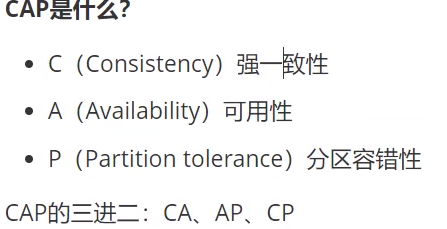 CAP是什么?
• C（Consistency）强一致性
• A（Availability）可用性
• P（Partition tolerance）分区容错性
CAP的三进二：CA、AP、CP